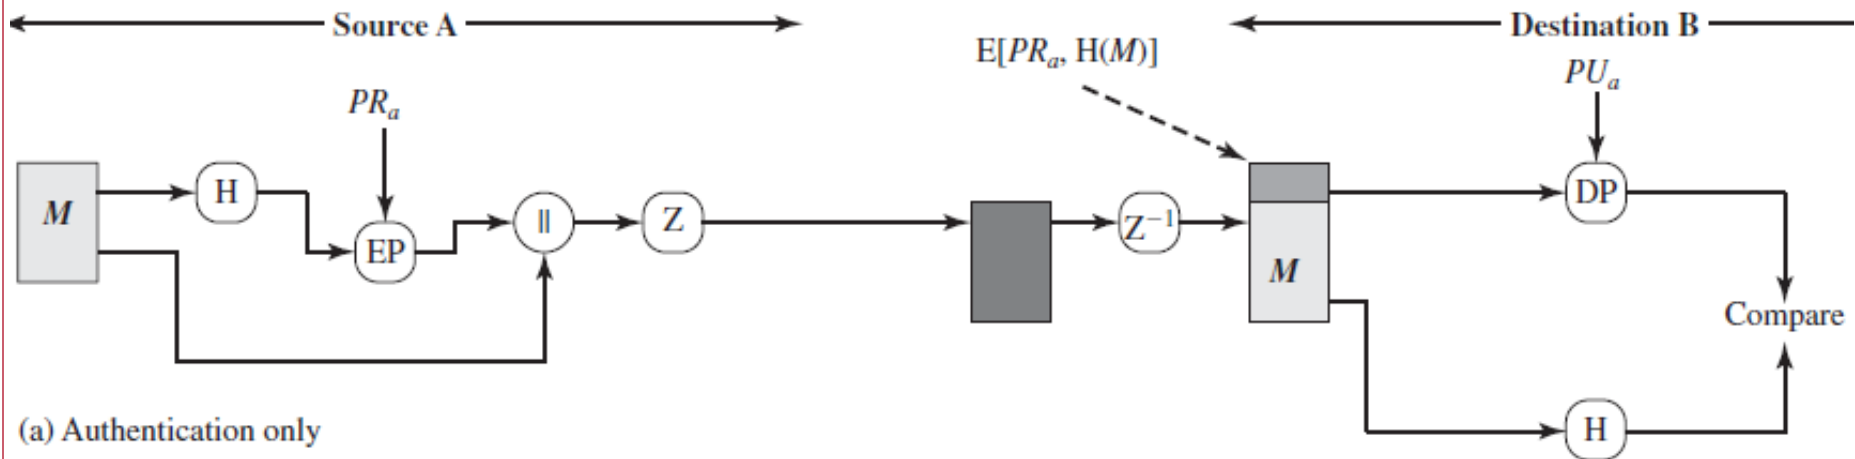 Source A
Destination B
E[PRₐ, H(M)]
PUₐ
PRₐ
M
H
EP
||
Z
Z⁻¹
M
DP
Compare
H
(a) Authentication only